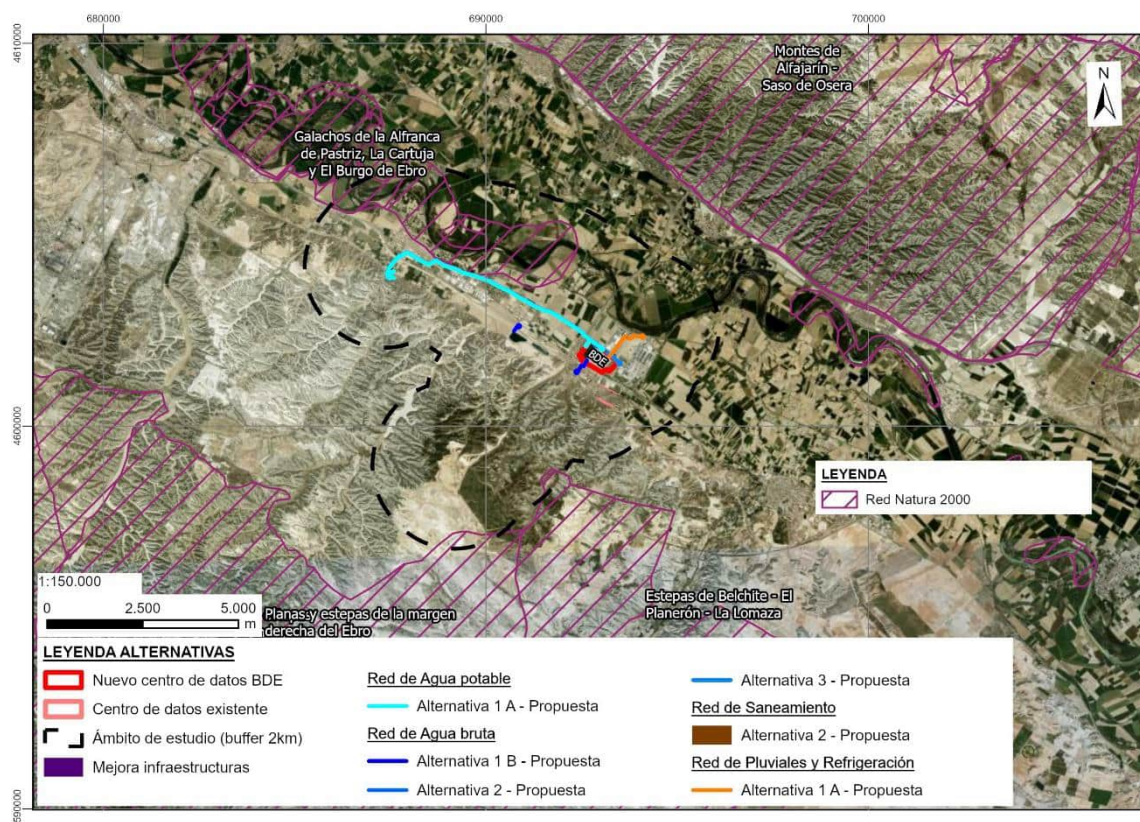 680000
690000
700000
4610000
Montes de
Alfajarín -
Saso de Osera
N
Galachos de la Alfranca
de Pastriz, La Cartuja
y El Burgo de Ebro
BDE
4600000
LEYENDA
Red Natura 2000
1:150.000
0 2.500 5.000
m
Planas y estepas de la margen
derecha del Ebro
Estepas de Belchite - El
Planerón - La Lomaza
LEYENDA ALTERNATIVAS
Nuevo centro de datos BDE
Centro de datos existente
Ámbito de estudio (buffer 2km)
Mejora infraestructuras
Red de Agua potable
Alternativa 1 A - Propuesta
Red de Agua bruta
Alternativa 1 B - Propuesta
Alternativa 2 - Propuesta
Alternativa 3 - Propuesta
Red de Saneamiento
Alternativa 2 - Propuesta
Red de Pluviales y Refrigeración
Alternativa 1 A - Propuesta